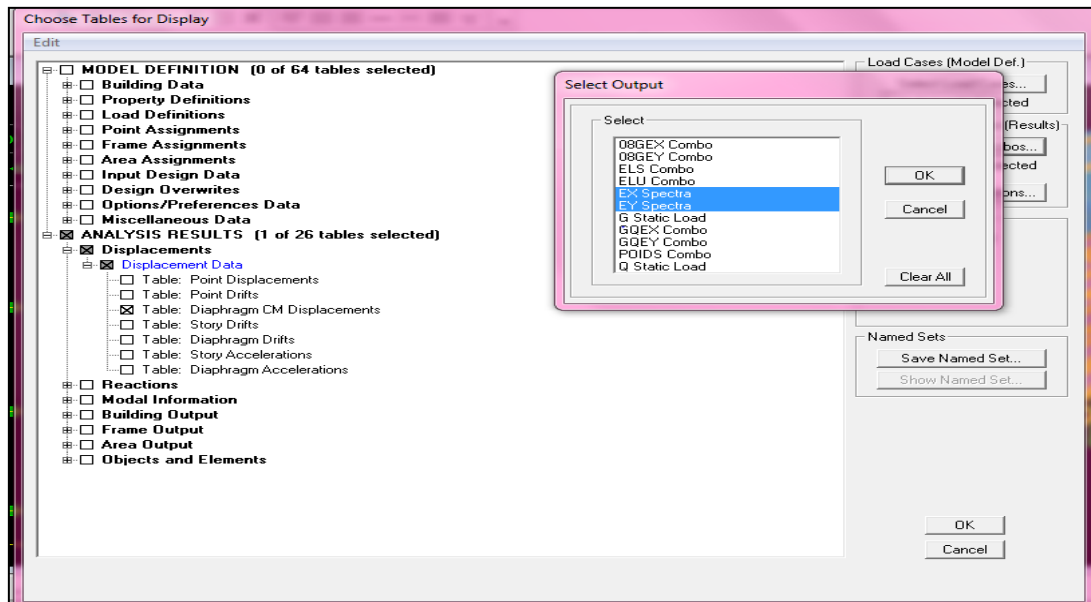 Choose Tables for Display
Edit
MODEL DEFINITION (0 of 64 tables selected)
Building Data
Property Definitions
Load Definitions
Point Assignments
Frame Assignments
Area Assignments
Input Design Data
Design Overwrites
Options/Preferences Data
Miscellaneous Data
ANALYSIS RESULTS (1 of 26 tables selected)
Displacements
Displacement Data
Table: Point Displacements
Table: Point Drifts
Table: Diaphragm CM Displacements
Table: Story Drifts
Table: Diaphragm Drifts
Table: Story Accelerations
Table: Diaphragm Accelerations
Reactions
Modal Information
Building Output
Frame Output
Area Output
Objects and Elements
Select Output
Select
08GEX Combo
08GEY Combo
ELS Combo
ELU Combo
EX Spectra
EY Spectra
G Static Load
GQEX Combo
GQEY Combo
POIDS Combo
Q Static Load
OK
Cancel
Clear All
Load Cases (Model Def.)
(Results)
Named Sets
Save Named Set...
Show Named Set...
OK
Cancel